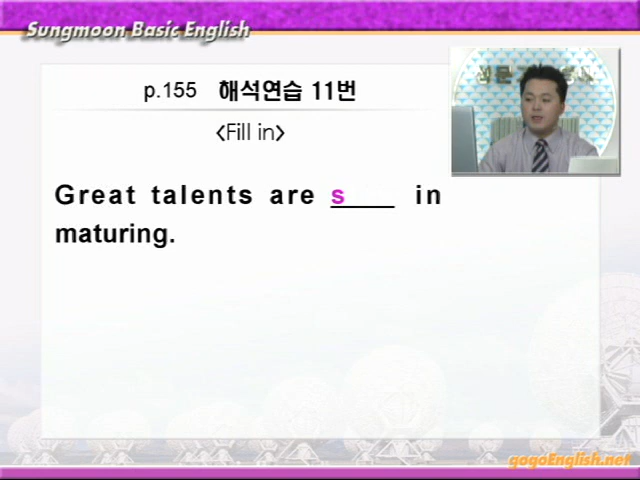 Sungmoon Basic English
p.155 해석연습 11번
<Fill in>
Great talents are s____ in
maturing.
gogoEnglish.net